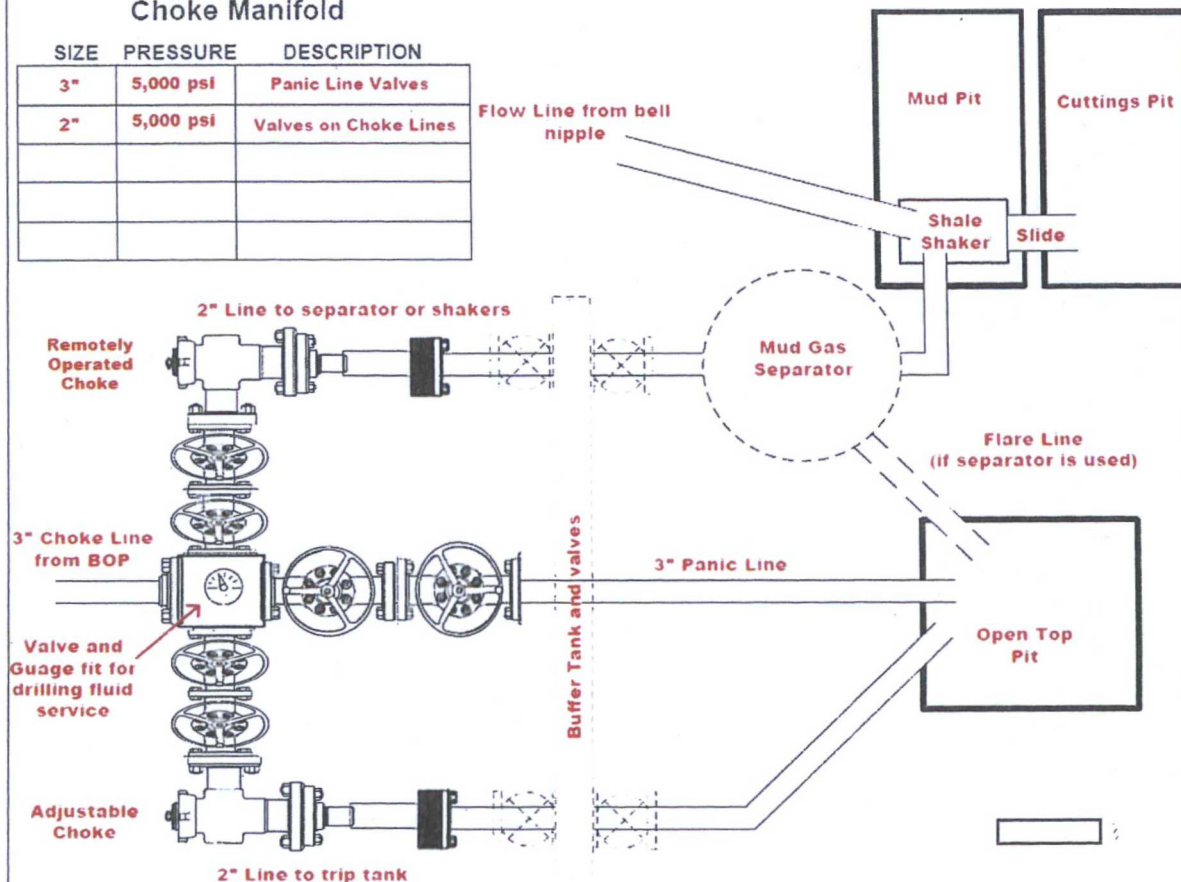 Choke Manifold
SIZE PRESSURE DESCRIPTION
3" 5,000 psi Panic Line Valves
2" 5,000 psi Valves on Choke Lines
Flow Line from bell
nipple
Mud Pit
Cuttings Pit
Shale
Shaker
Slide
2" Line to separator or shakers
Remotely
Operated
Choke
Mud Gas
Separator
Flare Line
(if separator is used)
3" Choke Line
from BOP
Buffer Tank and valves
3" Panic Line
Valve and
Guage fit for
drilling fluid
service
Open Top
Pit
Adjustable
Choke
2" Line to trip tank